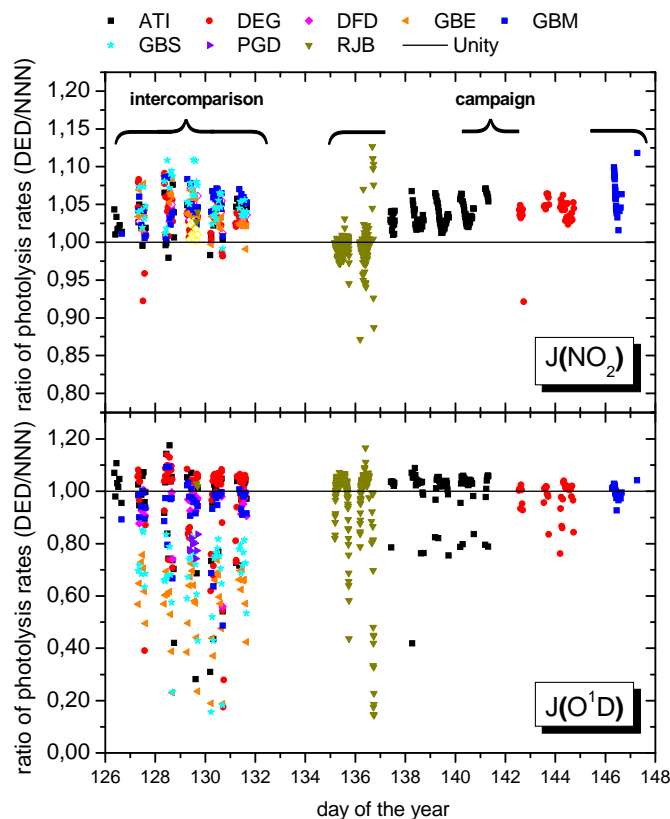 ATI DEG DFD GBE GBM
GBS PGD RJB Unity
ratio of photolysis rates (DED/NNN)
1,20
1,15
1,10
1,05
1,00
0,95
0,90
0,85
0,80
intercomparison
campaign
J(NO₂)
ratio of photolysis rates (DED/NNN)
1,20
1,00
0,80
0,60
0,40
0,20
0,00
J(O¹D)
126 128 130 132 134 136 138 140 142 144 146 148
day of the year